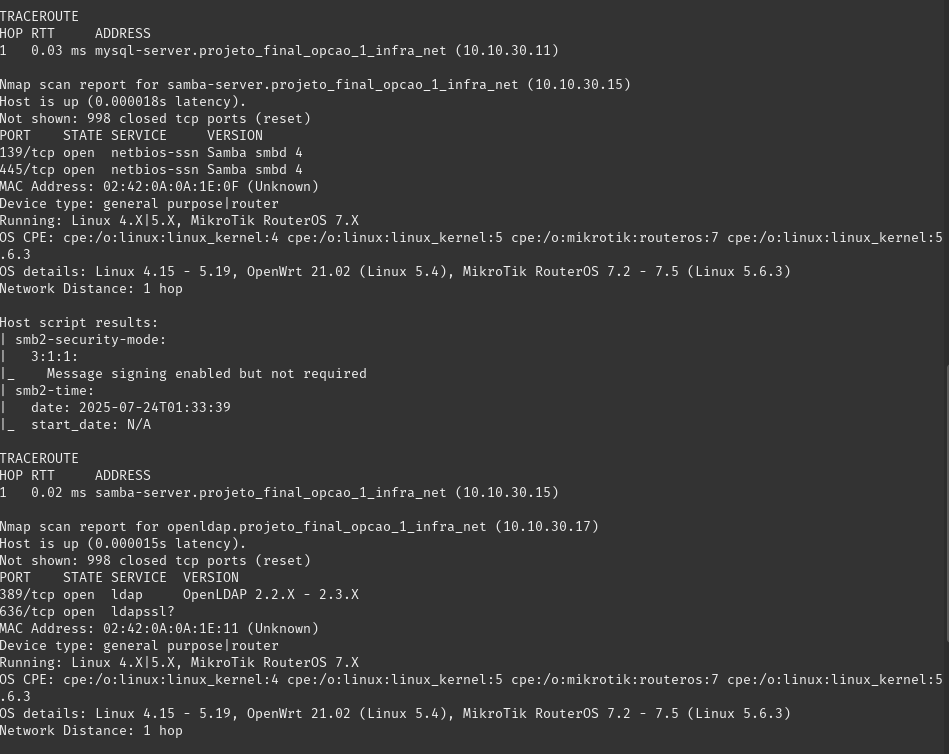 TRACEROUTE
HOP RTT     ADDRESS
1   0.03 ms mysql-server.projeto_final_opcao_1_infra_net (10.10.30.11)

Nmap scan report for samba-server.projeto_final_opcao_1_infra_net (10.10.30.15)
Host is up (0.000018s latency).
Not shown: 998 closed tcp ports (reset)
PORT    STATE SERVICE     VERSION
139/tcp open  netbios-ssn Samba smbd 4
445/tcp open  netbios-ssn Samba smbd 4
MAC Address: 02:42:0A:0A:1E:0F (Unknown)
Device type: general purpose|router
Running: Linux 4.X|5.X, MikroTik RouterOS 7.X
OS CPE: cpe:/o:linux:linux_kernel:4 cpe:/o:linux:linux_kernel:5 cpe:/o:mikrotik:routeros:7 cpe:/o:linux:linux_kernel:5
.6.3
OS details: Linux 4.15 - 5.19, OpenWrt 21.02 (Linux 5.4), MikroTik RouterOS 7.2 - 7.5 (Linux 5.6.3)
Network Distance: 1 hop

Host script results:
| smb2-security-mode:
|   3:1:1:
|_    Message signing enabled but not required
| smb2-time:
|   date: 2025-07-24T01:33:39
|_  start_date: N/A

TRACEROUTE
HOP RTT     ADDRESS
1   0.02 ms samba-server.projeto_final_opcao_1_infra_net (10.10.30.15)

Nmap scan report for openldap.projeto_final_opcao_1_infra_net (10.10.30.17)
Host is up (0.000015s latency).
Not shown: 998 closed tcp ports (reset)
PORT    STATE SERVICE  VERSION
389/tcp open  ldap     OpenLDAP 2.2.X - 2.3.X
636/tcp open  ldapssl?
MAC Address: 02:42:0A:0A:1E:11 (Unknown)
Device type: general purpose|router
Running: Linux 4.X|5.X, MikroTik RouterOS 7.X
OS CPE: cpe:/o:linux:linux_kernel:4 cpe:/o:linux:linux_kernel:5 cpe:/o:mikrotik:routeros:7 cpe:/o:linux:linux_kernel:5
.6.3
OS details: Linux 4.15 - 5.19, OpenWrt 21.02 (Linux 5.4), MikroTik RouterOS 7.2 - 7.5 (Linux 5.6.3)
Network Distance: 1 hop